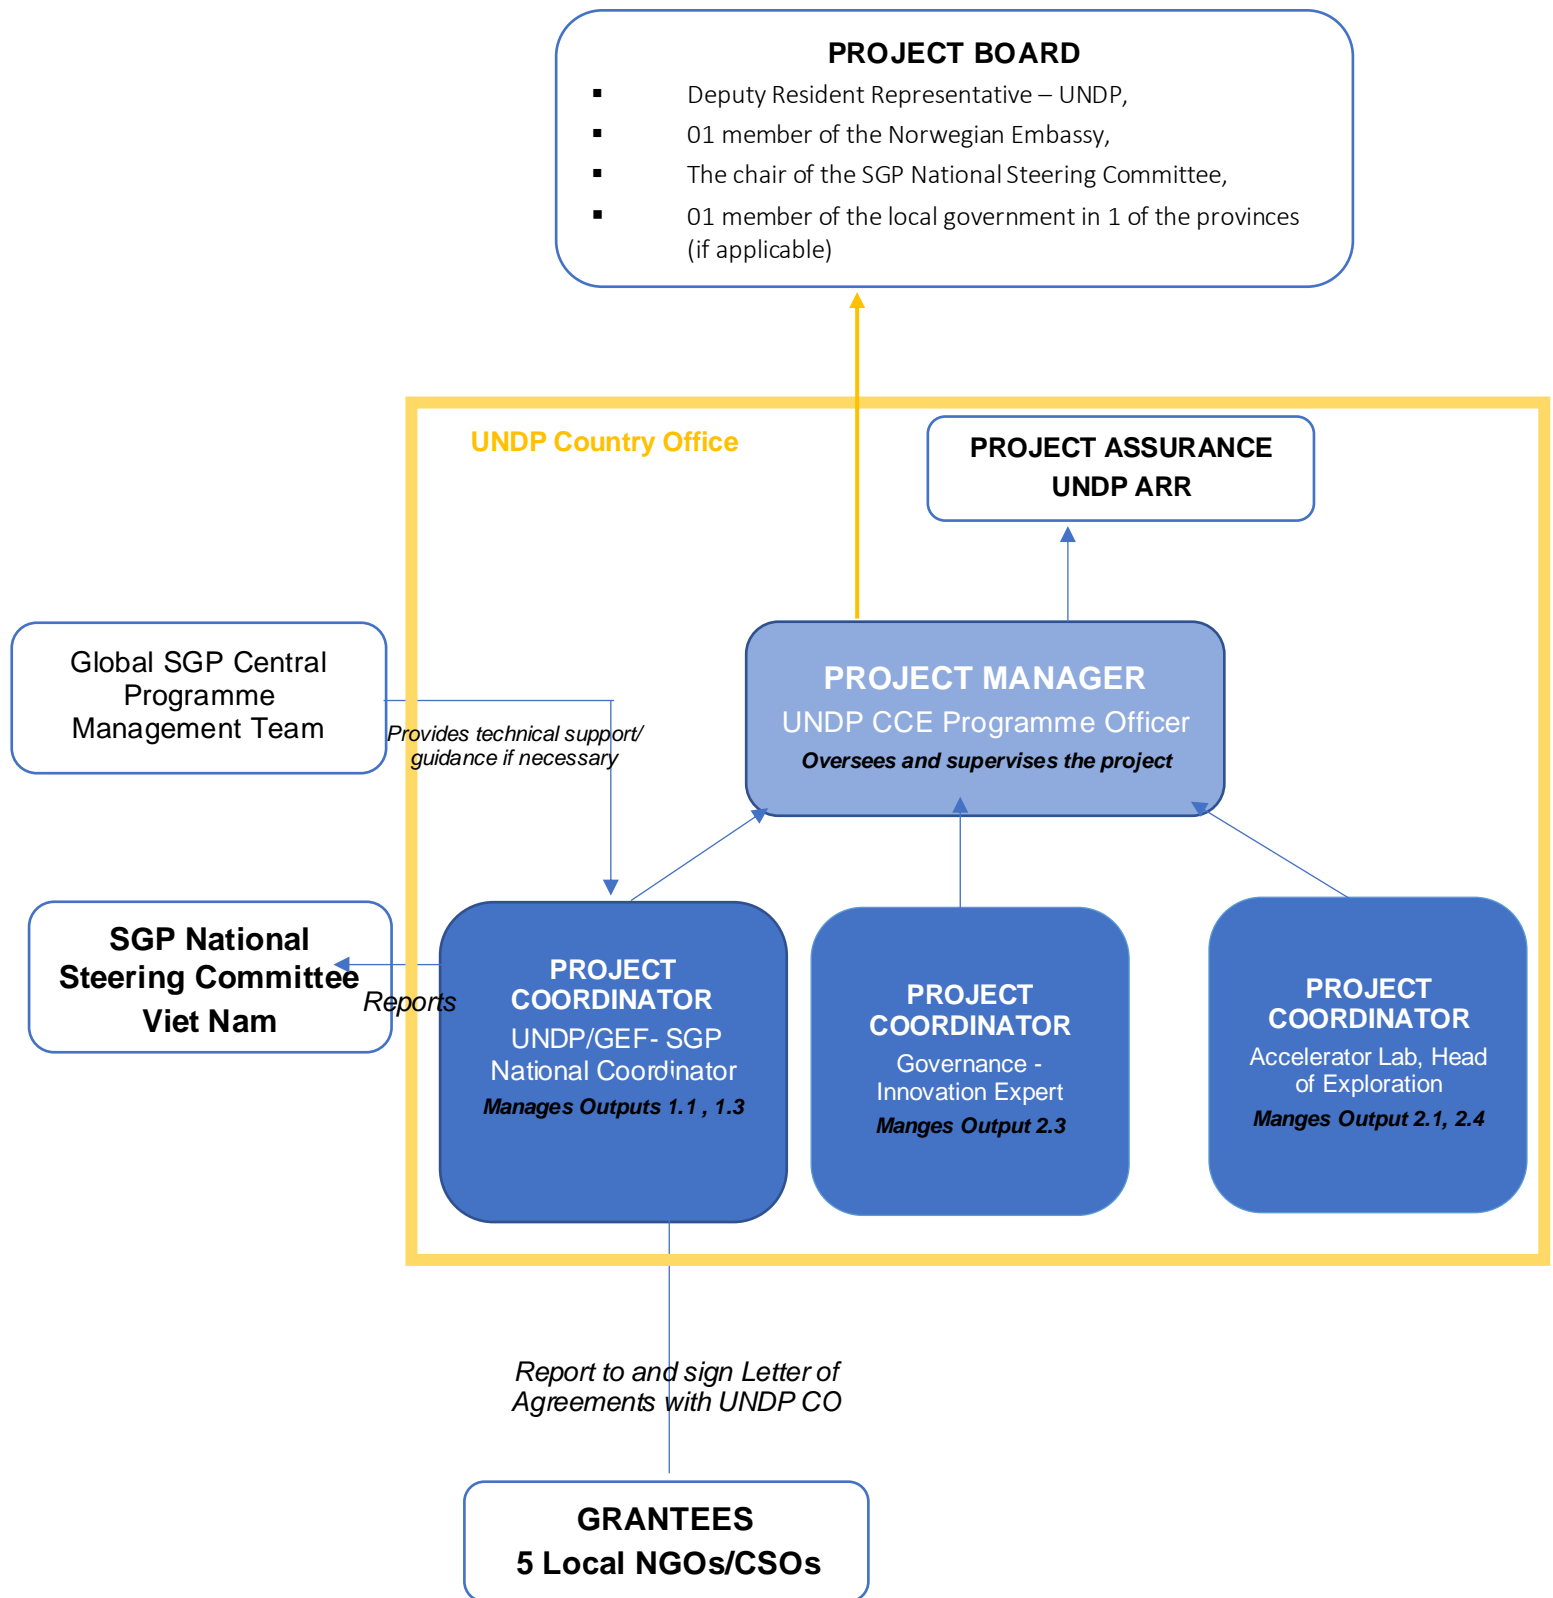 PROJECT BOARD
▪ Deputy Resident Representative – UNDP,
▪ 01 member of the Norwegian Embassy,
▪ The chair of the SGP National Steering Committee,
▪ 01 member of the local government in 1 of the provinces
(if applicable)
UNDP Country Office
PROJECT ASSURANCE
UNDP ARR
Global SGP Central
Programme
Management Team
Provides technical support/
guidance if necessary
PROJECT MANAGER
UNDP CCE Programme Officer
Oversees and supervises the project
SGP National
Steering Committee
Viet Nam
Reports
PROJECT
COORDINATOR
UNDP/GEF- SGP
National Coordinator
Manages Outputs 1.1 , 1.3
PROJECT
COORDINATOR
Governance -
Innovation Expert
Manges Output 2.3
PROJECT
COORDINATOR
Accelerator Lab, Head
of Exploration
Manges Output 2.1, 2.4
Report to and sign Letter of
Agreements with UNDP CO
GRANTEES
5 Local NGOs/CSOs